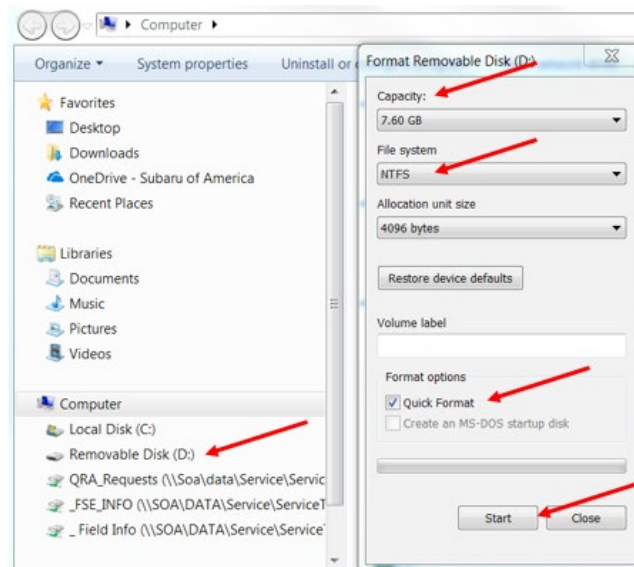 Computer
Organize
System properties
Uninstall or
Favorites
Desktop
Downloads
OneDrive - Subaru of America
Recent Places
Libraries
Documents
Music
Pictures
Videos
Computer
Local Disk (C:)
Removable Disk (D:)
QRA_Requests (\\Soa\data\Service\Servic
_FSE_INFO (\\SOA\DATA\Service\ServiceT
_ Field Info (\\SOA\DATA\Service\Service
Format Removable Disk (D:)
Capacity:
7.60 GB
File system
NTFS
Allocation unit size
4096 bytes
Restore device defaults
Volume label
Format options
Quick Format
Create an MS-DOS startup disk
Start
Close